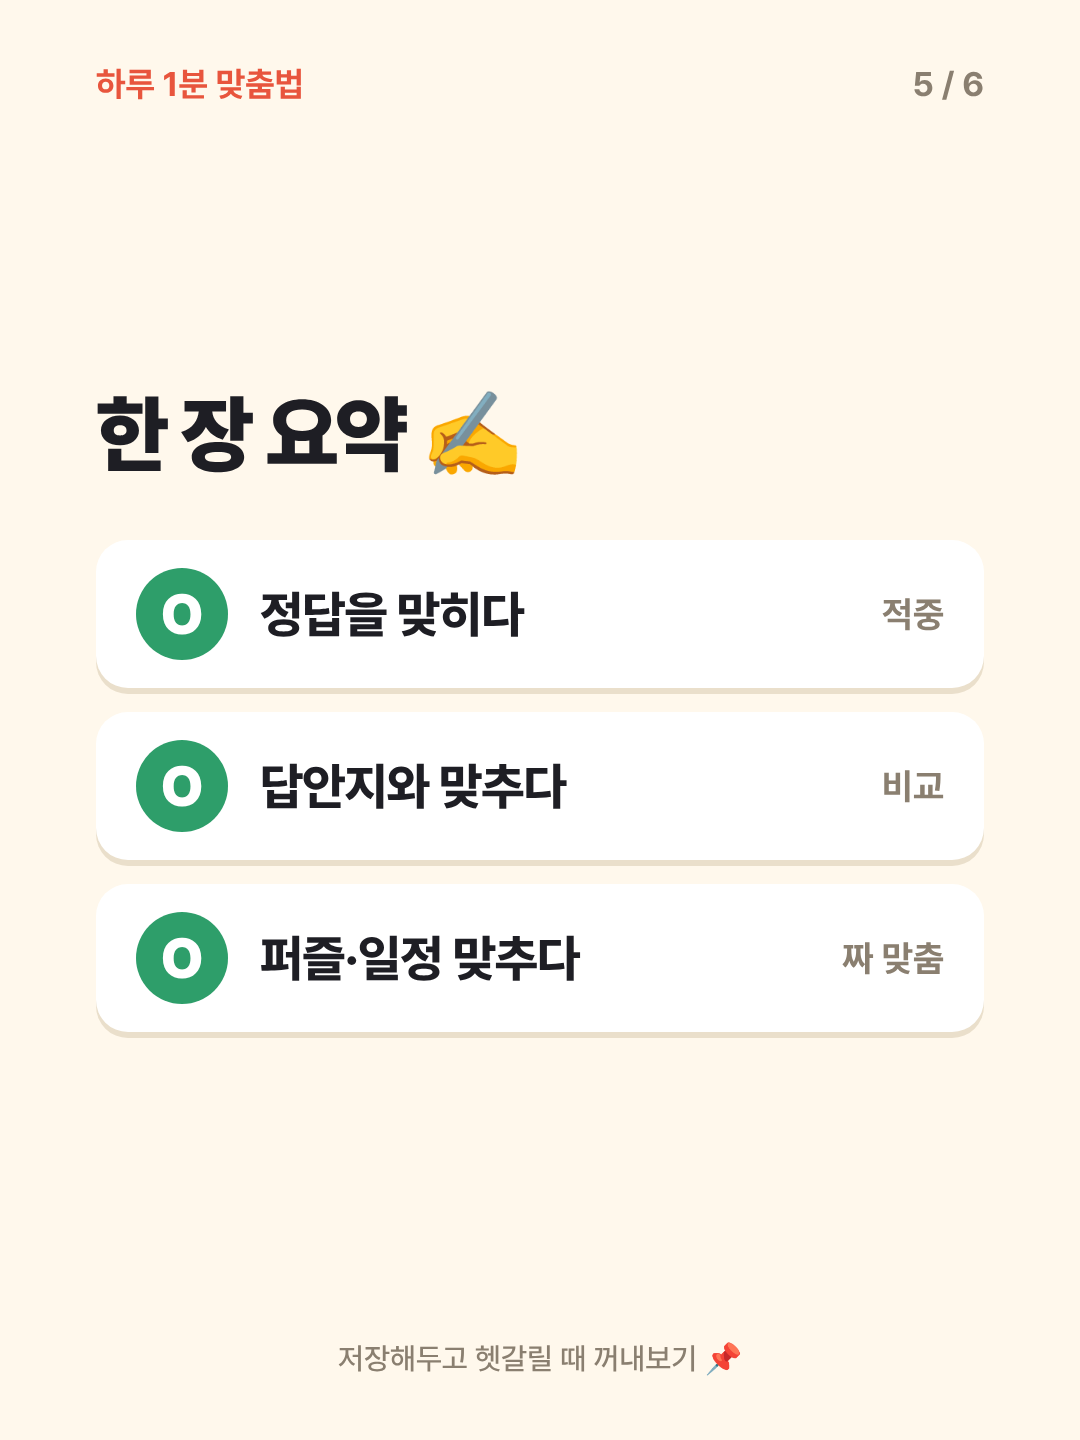 하루 1분 맞춤법
5 / 6
한 장 요약 ✍️
O 정답을 맞히다 적중
O 답안지와 맞추다 비교
O 퍼즐·일정 맞추다 짜 맞춤
저장해두고 헷갈릴 때 꺼내보기 📌